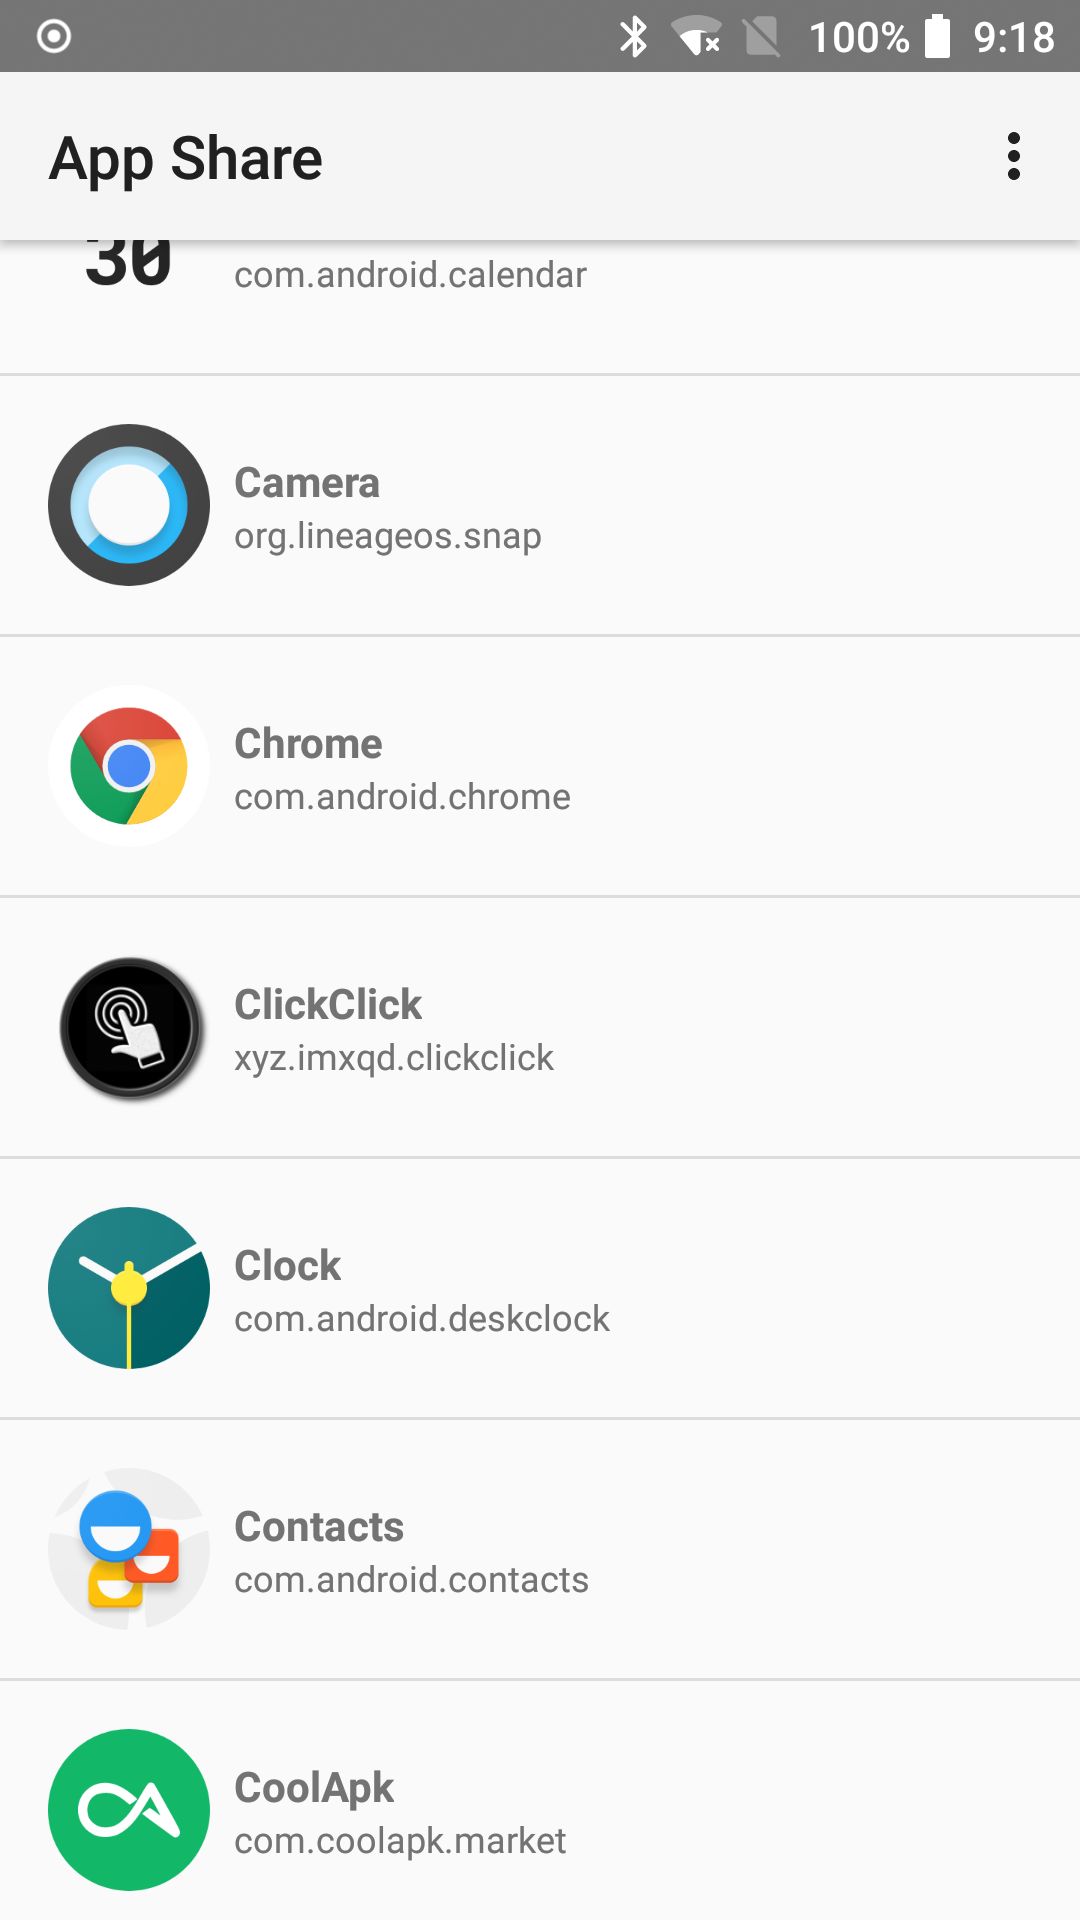 100% 9:18
App Share
30
com.android.calendar
Camera
org.lineageos.snap
Chrome
com.android.chrome
ClickClick
xyz.imxqd.clickclick
Clock
com.android.deskclock
Contacts
com.android.contacts
CoolApk
com.coolapk.market